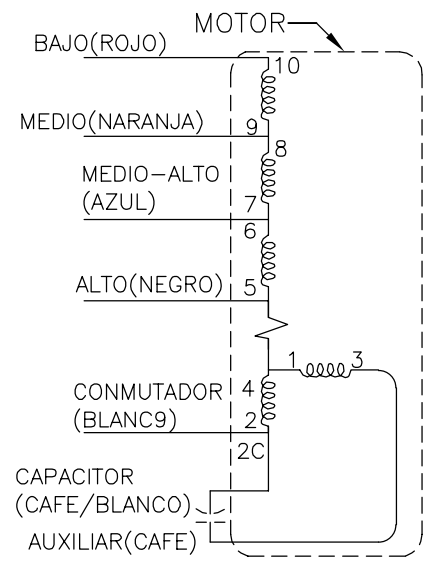 MOTOR
BAJO(ROJO)
10
MEDIO(NARANJA)
9
8
MEDIO-ALTO
(AZUL)
7
6
ALTO(NEGRO)
5
1
3
CONMUTADOR
(BLANC9)
4
2
2C
CAPACITOR
(CAFE/BLANCO)
AUXILIAR(CAFE)